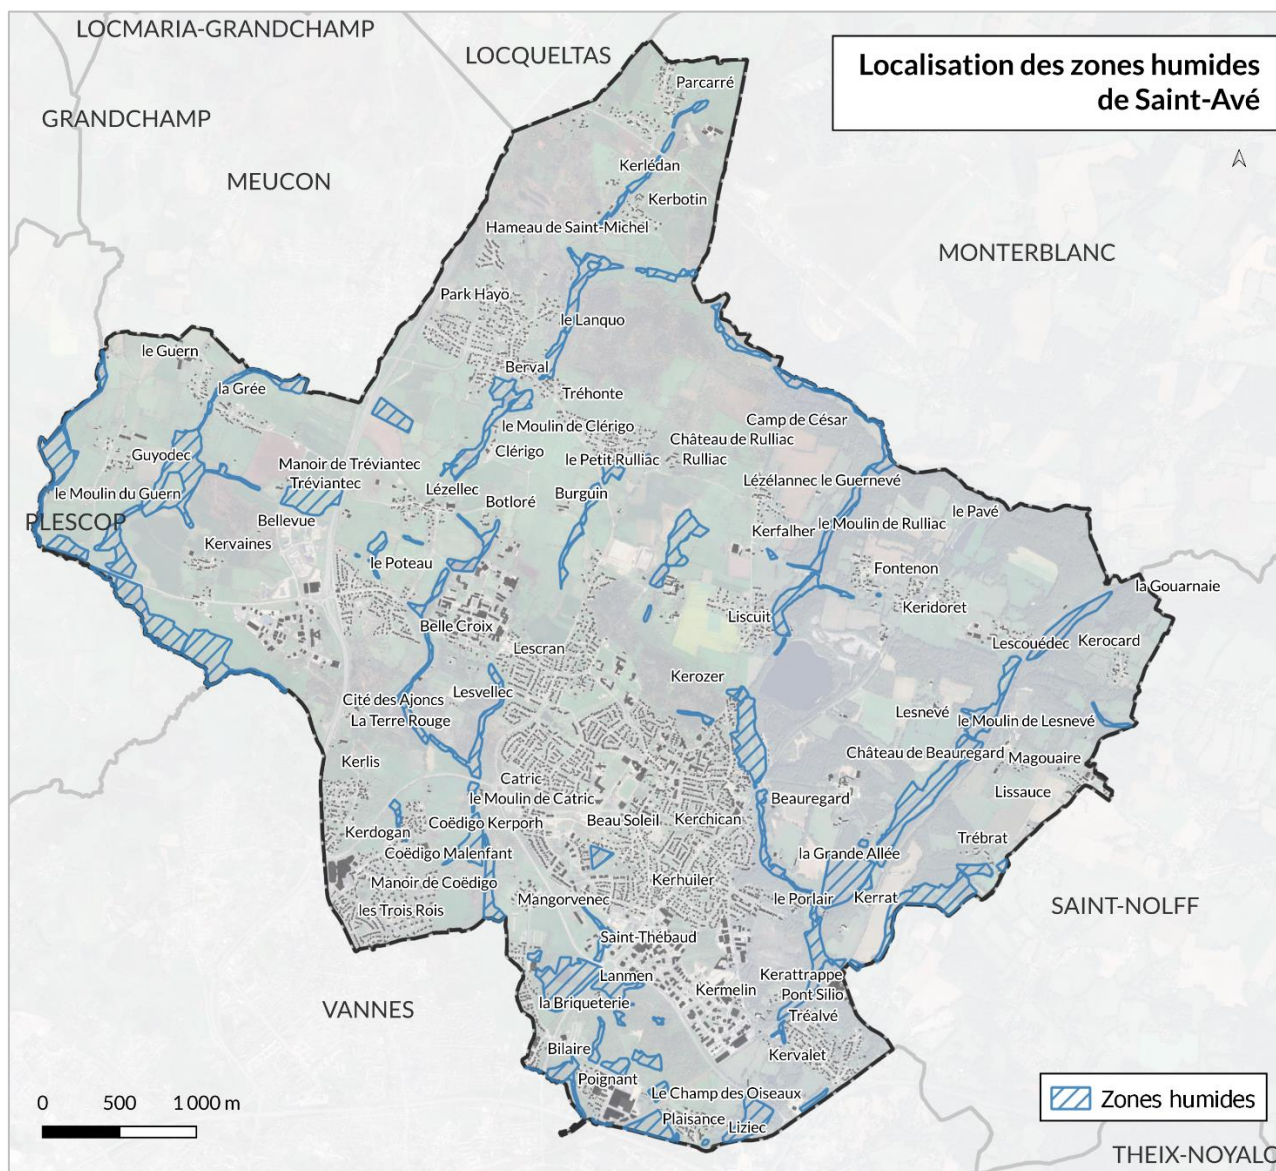 LOCMARIA-GRANDCHAMP
LOCQUELTAS
Localisation des zones humides
de Saint-Avé
Parcarré
GRANDCHAMP
MEUCON
Kerlédan
Kerbotin
Hameau de Saint-Michel
MONTERBLANC
Park Hayo
le Lanquo
le Guern
Berval
la Grée
Tréhonte
Camp de César
le Moulin de Clérigo
Château de Rulliac
Clérigo
Guyodec
le Petit Rulliac
Rulliac
Manoir de Tréviantec
Tréviantec
Lézélannec
le Guernevé
Lézellec
Burguin
le Moulin du Guern
Botloré
le Pavé
PLESCOP
Bellevue
Kerfalher
le Moulin de Rulliac
Kervaines
le Poteau
Fontenon
la Gouarnaie
Keridoret
Liscuit
Belle Croix
Lescouédec
Kerocard
Lescran
Kerozer
Cité des Ajoncs
Lesvellec
La Terre Rouge
Lesnevé
le Moulin de Lesnevé
Château de Beauregard
Magouaire
Kerlis
Catric
Lissauce
le Moulin de Catric
Beauregard
Coëdigo Kerporh
Beau Soleil
Kerchican
Kerdogan
Trébrat
Coëdigo Malenfant
la Grande Allée
Manoir de Coëdigo
Kerhuiler
Mangorvenec
le Porlair
Kerrat
les Trois Rois
SAINT-NOLFF
Saint-Thébaud
Lanmen
Kerattrappe
Kermelin
Pont Silio
la Briqueterie
VANNES
Tréalvé
Bilaire
Kervalet
Poignant
Le Champ des Oiseaux
Plaisance
Liziec
0 500 1 000 m
Zones humides
THEIX-NOYALO